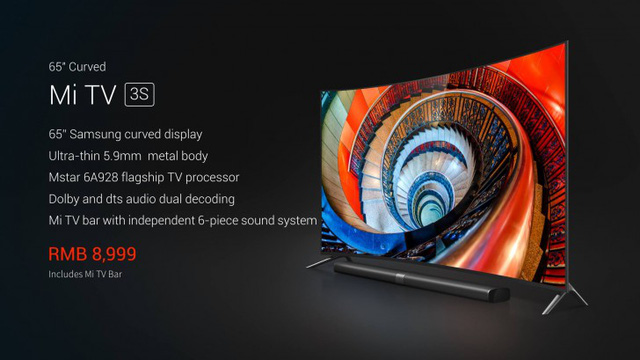 65" Curved
Mi TV 3S
65" Samsung curved display
Ultra-thin 5.9mm metal body
Mstar 6A928 flagship TV processor
Dolby and dts audio dual decoding
Mi TV bar with independent 6-piece sound system
RMB 8,999
Includes Mi TV Bar